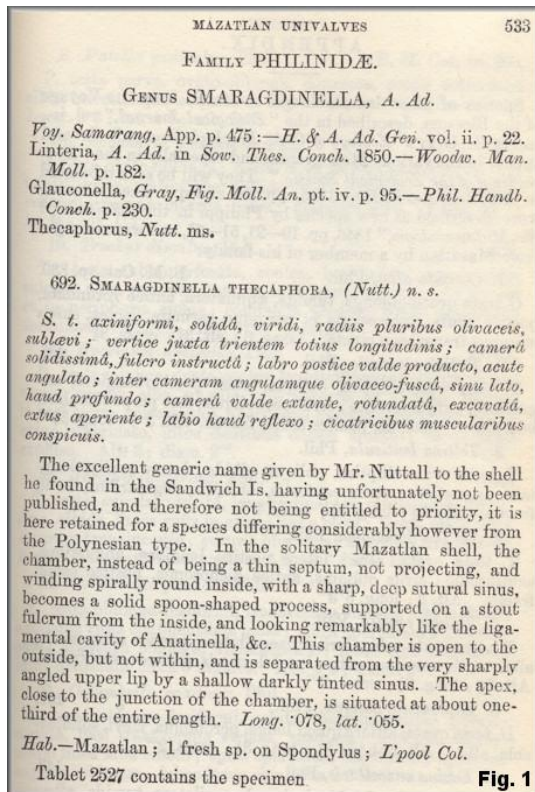 MAZATLAN UNIVALVES 533
FAMILY PHILINIDÆ.
GENUS SMARAGDINELLA, A. Ad.
Voy. Samarang, App. p. 475 :—H. & A. Ad. Gen. vol. ii. p. 22.
Linteria, A. Ad. in Sow. Thes. Conch. 1850.—Woodw. Man.
Moll. p. 182.
Glauconella, Gray, Fig. Moll. An. pt. iv. p. 95.—Phil. Handb.
Conch. p. 230.
Thecaphorus, Nutt. ms.
692. SMARAGDINELLA THECAPHORA, (Nutt.) n. s.
S. t. axiniformi, solidâ, viridi, radiis pluribus olivaceis,
sublævi ; vertice juxta trientem totius longitudinis ; camerâ
solidissimâ, fulcro instructâ ; labro postice valde producto, acute
angulato ; inter cameram angulamque olivaceo-fuscâ, sinu lato,
haud profundo ; camerâ valde extante, rotundatâ, excavatâ,
extus aperiente ; labio haud reflexo ; cicatricibus muscularibus
conspicuis.
The excellent generic name given by Mr. Nuttall to the shell
he found in the Sandwich Is. having unfortunately not been
published, and therefore not being entitled to priority, it is
here retained for a species differing considerably however from
the Polynesian type. In the solitary Mazatlan shell, the
chamber, instead of being a thin septum, not projecting, and
winding spirally round inside, with a sharp, deep sutural sinus,
becomes a solid spoon-shaped process, supported on a stout
fulcrum from the inside, and looking remarkably like the liga-
mental cavity of Anatinella, &c. This chamber is open to the
outside, but not within, and is separated from the very sharply
angled upper lip by a shallow darkly tinted sinus. The apex,
close to the junction of the chamber, is situated at about one-
third of the entire length. Long. ·078, lat. ·055.
Hab.—Mazatlan ; 1 fresh sp. on Spondylus ; L'pool Col.
Tablet 2527 contains the specimen
Fig. 1